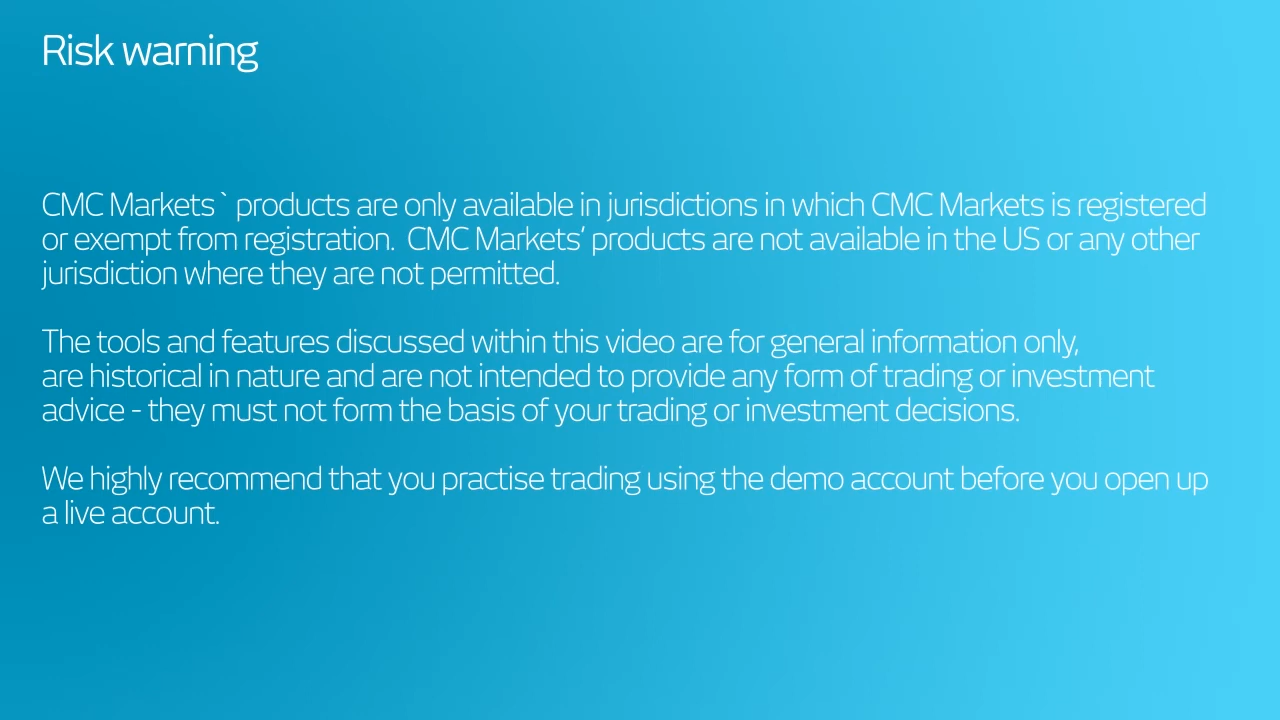 Risk warning
CMC Markets` products are only available in jurisdictions in which CMC Markets is registered
or exempt from registration.  CMC Markets’ products are not available in the US or any other
jurisdiction where they are not permitted.
The tools and features discussed within this video are for general information only,
are historical in nature and are not intended to provide any form of trading or investment
advice - they must not form the basis of your trading or investment decisions.
We highly recommend that you practise trading using the demo account before you open up
a live account.